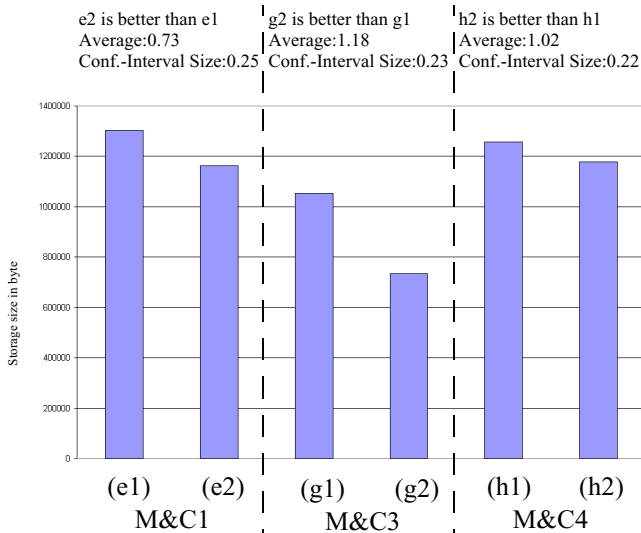 e2 is better than e1
Average:0.73
Conf.-Interval Size:0.25
g2 is better than g1
Average:1.18
Conf.-Interval Size:0.23
h2 is better than h1
Average:1.02
Conf.-Interval Size:0.22
Storage size in byte
1400000
1200000
1000000
800000
600000
400000
200000
0
(e1) (e2) (g1) (g2) (h1) (h2)
M&C1 M&C3 M&C4